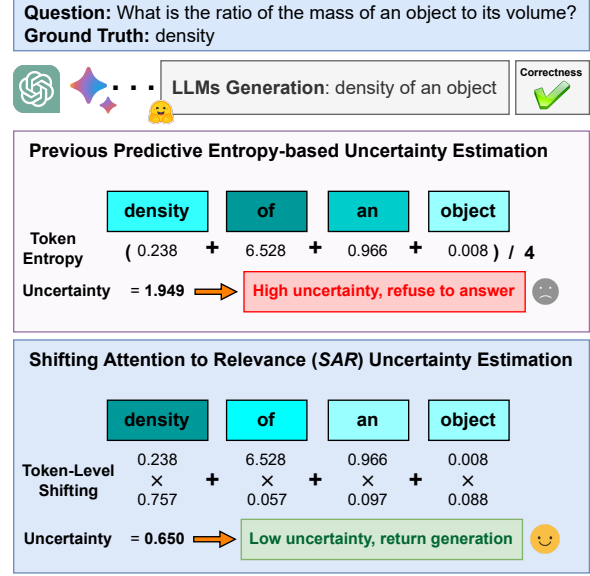 Question: What is the ratio of the mass of an object to its volume?
Ground Truth: density
LLMs Generation: density of an object
Correctness
Previous Predictive Entropy-based Uncertainty Estimation
density of an object
Token Entropy ( 0.238 + 6.528 + 0.966 + 0.008 ) / 4
Uncertainty = 1.949 High uncertainty, refuse to answer
Shifting Attention to Relevance (SAR) Uncertainty Estimation
density of an object
Token-Level Shifting
0.238 + 6.528 + 0.966 + 0.008
× × × ×
0.757 0.057 0.097 0.088
Uncertainty = 0.650 Low uncertainty, return generation